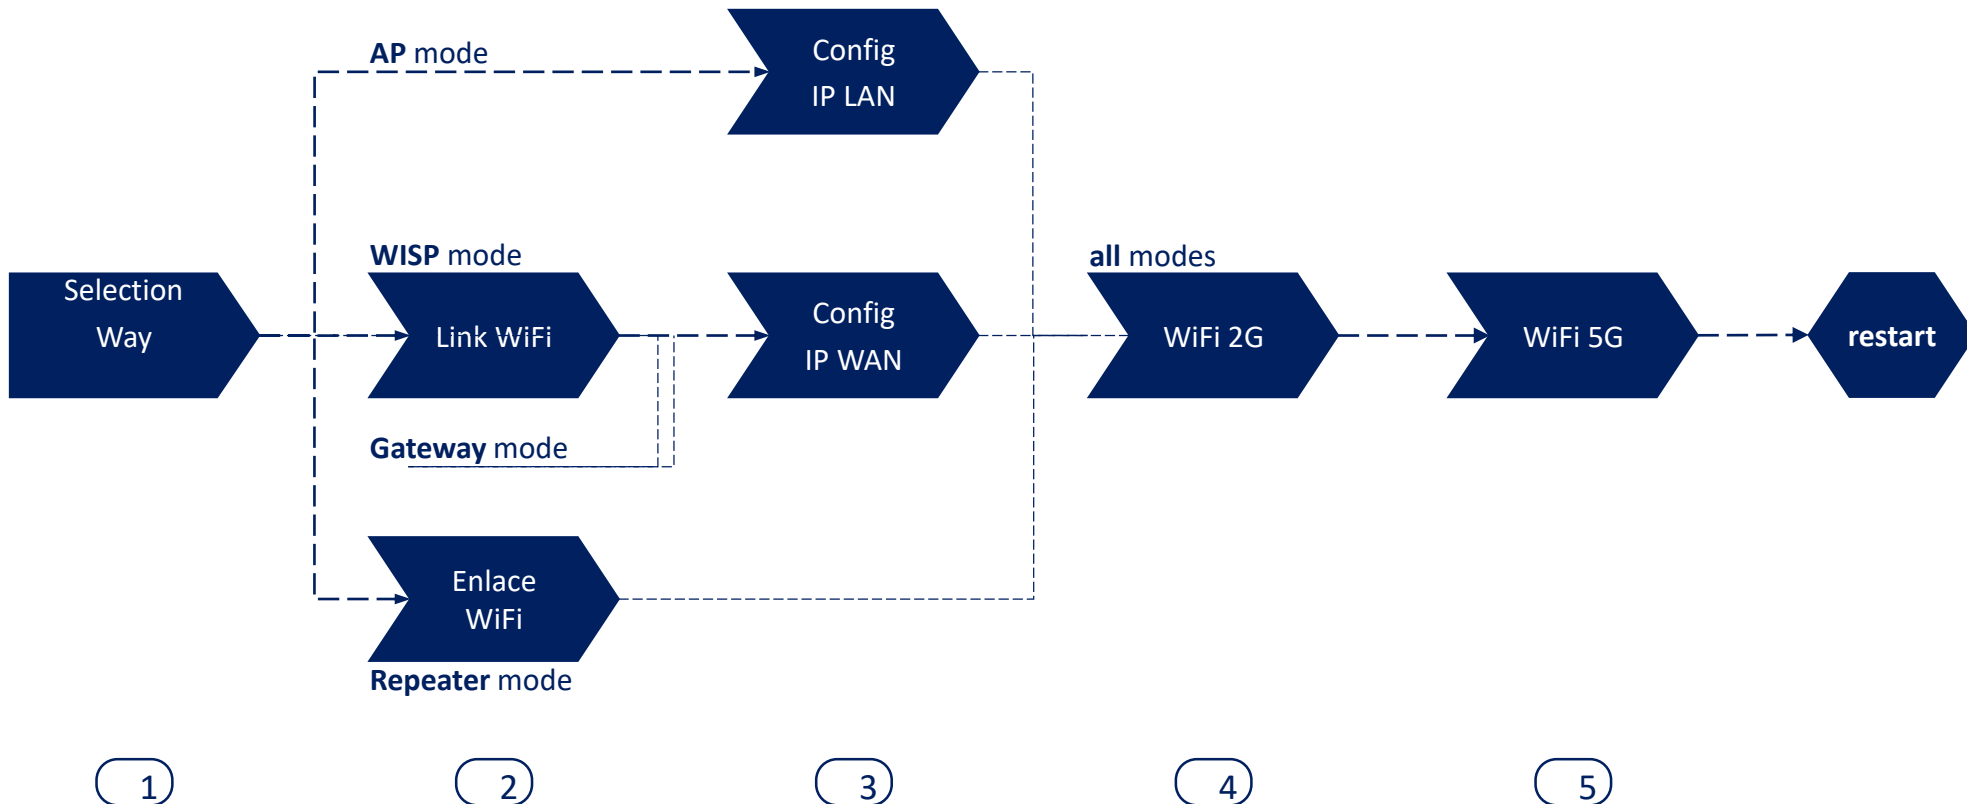 AP mode
Config
IP LAN
WISP mode
all modes
Selection
Way
Link WiFi
Config
IP WAN
WiFi 2G
WiFi 5G
restart
Gateway mode
Enlace
WiFi
Repeater mode
1
2
3
4
5